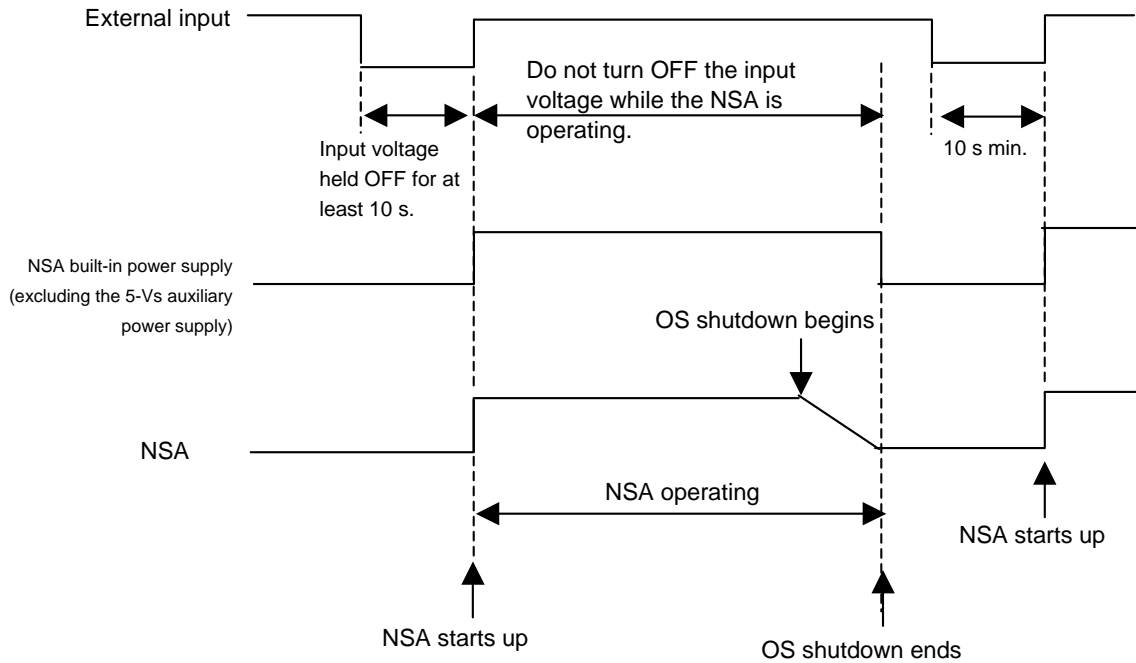 External input
Do not turn OFF the input
voltage while the NSA is
operating.
Input voltage
held OFF for at
least 10 s.
10 s min.
NSA built-in power supply
(excluding the 5-Vs auxiliary
power supply)
OS shutdown begins
NSA
NSA operating
NSA starts up
NSA starts up
OS shutdown ends